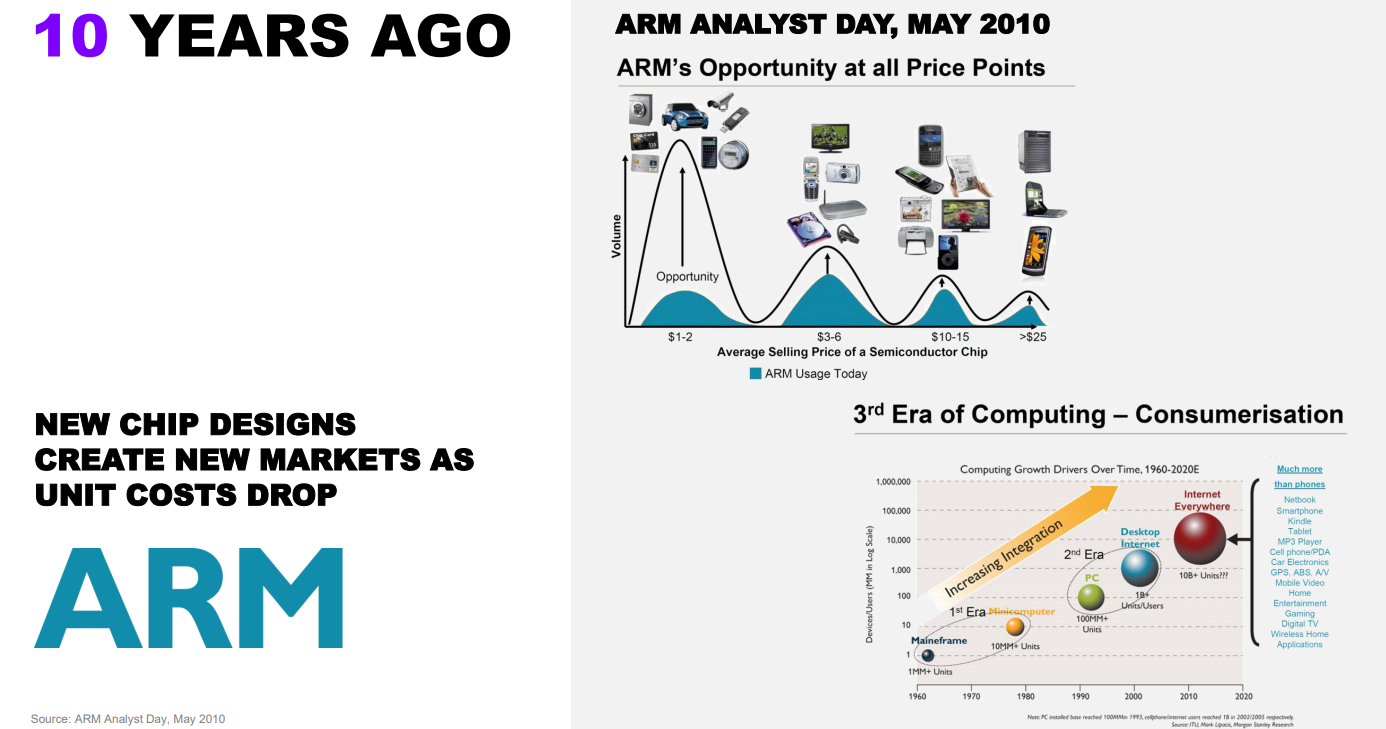 10 YEARS AGO
NEW CHIP DESIGNS
CREATE NEW MARKETS AS
UNIT COSTS DROP
ARM
Source: ARM Analyst Day, May 2010
ARM ANALYST DAY, MAY 2010
ARM's Opportunity at all Price Points
Volume
Opportunity
$1-2
$3-6
$10-15
>$25
Average Selling Price of a Semiconductor Chip
ARM Usage Today
3rd Era of Computing – Consumerisation
Computing Growth Drivers Over Time, 1960-2020E
Devices/Users (MM in Log Scale)
1,000,000
100,000
10,000
1,000
100
10
1
Increasing Integration
1st Era
2nd Era
Maineframe
1MM+ Units
Minicomputer
10MM+ Units
PC
100MM+
Units
Desktop
Internet
1B+
Units/Users
Internet
Everywhere
10B+ Units???
1960
1970
1980
1990
2000
2010
2020
Much more
than phones
Netbook
Smartphone
Kindle
Tablet
MP3 Player
Cell phone/PDA
Car Electronics
GPS, ABS, A/V
Mobile Video
Home
Entertainment
Gaming
Digital TV
Wireless Home
Applications
Note: PC installed base reached 100MMin 1993, cellphone/internet users reached 1B in 2002/2005 respectively.
Source: ITU, Mark Lipacis, Morgan Stanley Research